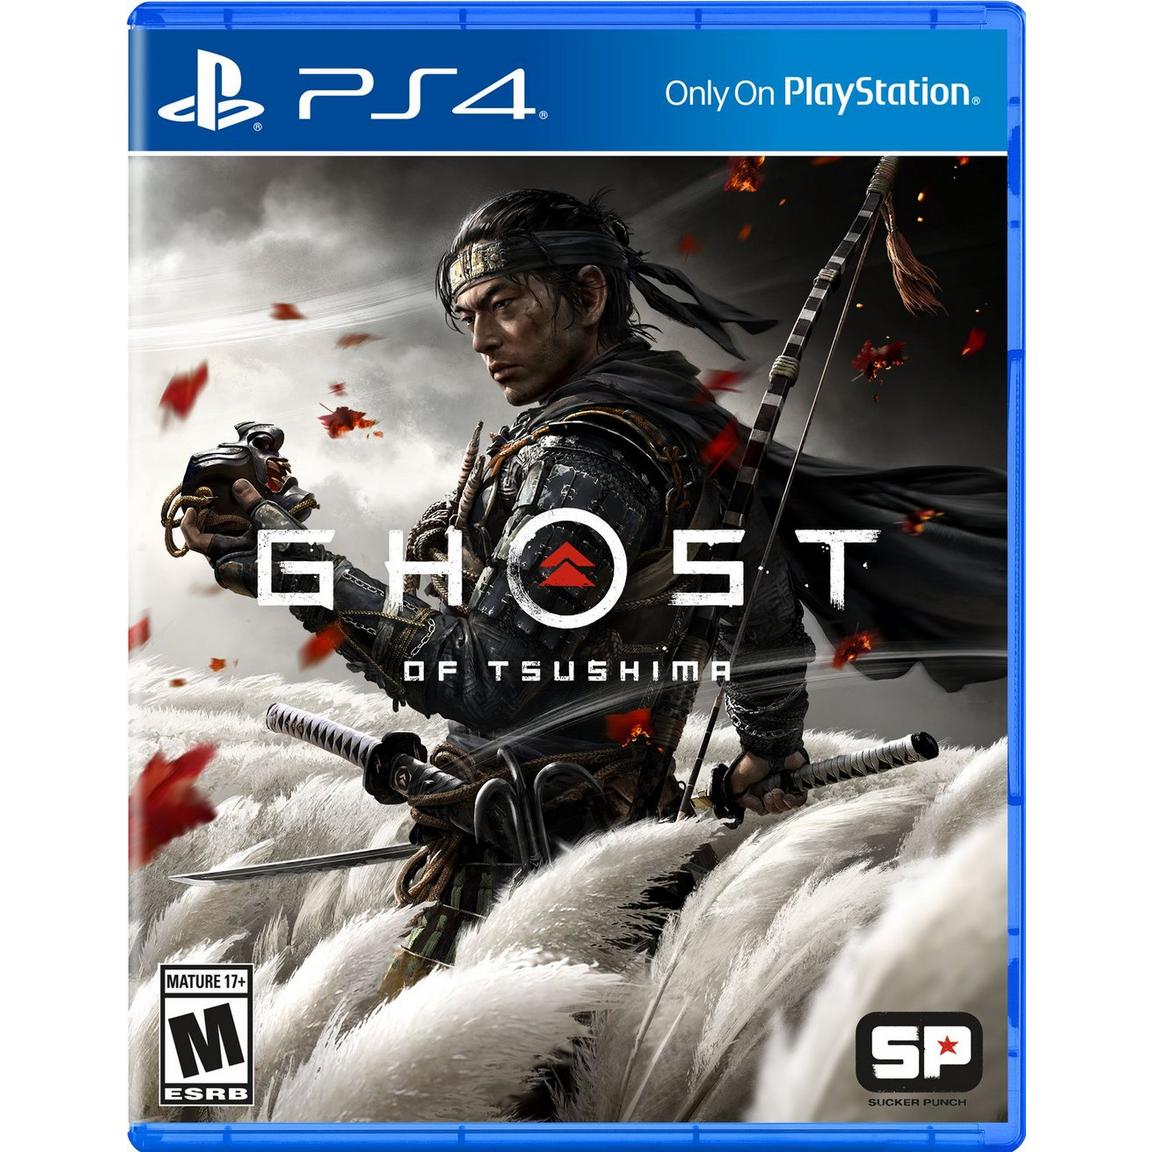 PS4®
Only On PlayStation®
GHOST
OF TSUSHIMA
MATURE 17+
M
ESRB
SP
SUCKER PUNCH